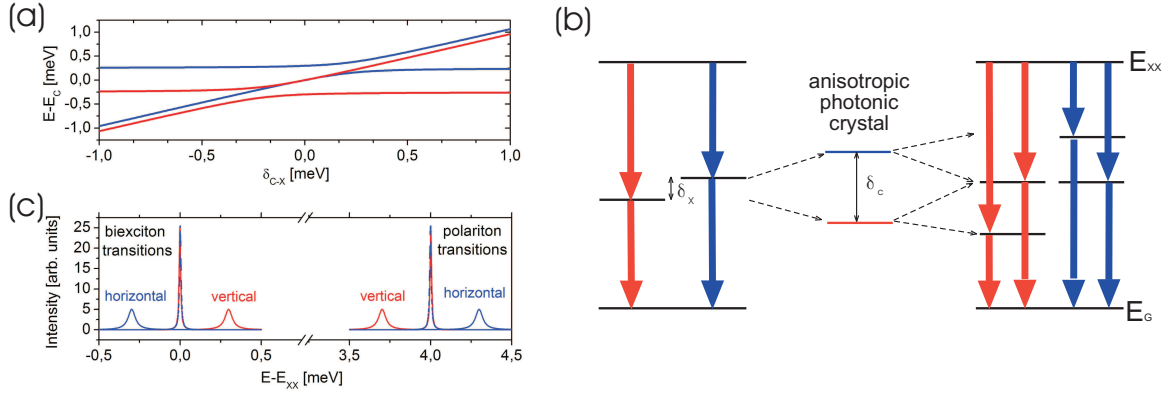 (a)
E-E_C [meV]
1,0
0,5
0,0
-0,5
-1,0
-1,0 -0,5 0,0 0,5 1,0
δ_C-X [meV]
(b)
anisotropic
photonic
crystal
δ_x
δ_c
E_XX
E_G
(c)
Intensity [arb. units]
25
20
15
10
5
0
biexciton
transitions
horizontal
vertical
polariton
transitions
vertical
horizontal
-0,5 0,0 0,5 3,5 4,0 4,5
E-E_XX [meV]